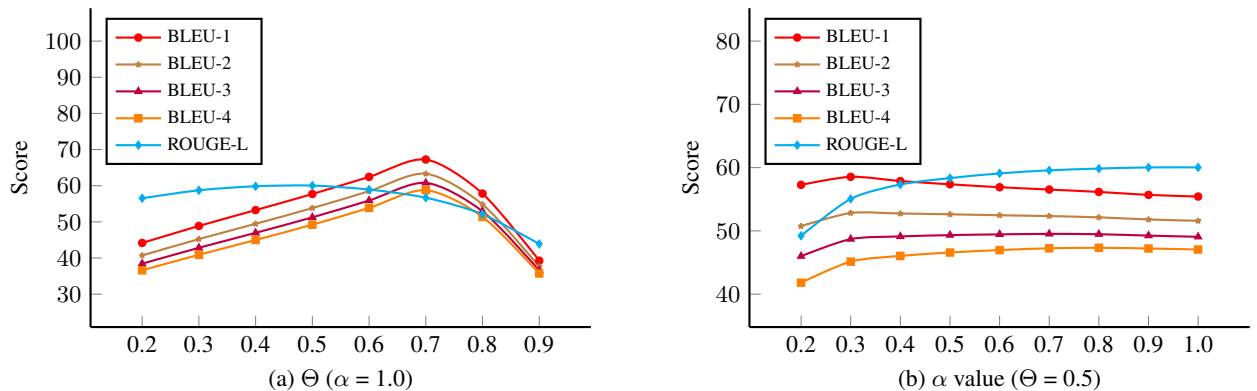 100
90
80
70
60
50
40
30
Score
BLEU-1
BLEU-2
BLEU-3
BLEU-4
ROUGE-L
0.2 0.3 0.4 0.5 0.6 0.7 0.8 0.9
(a) Θ (α = 1.0)
80
70
60
50
40
Score
BLEU-1
BLEU-2
BLEU-3
BLEU-4
ROUGE-L
0.2 0.3 0.4 0.5 0.6 0.7 0.8 0.9 1.0
(b) α value (Θ = 0.5)